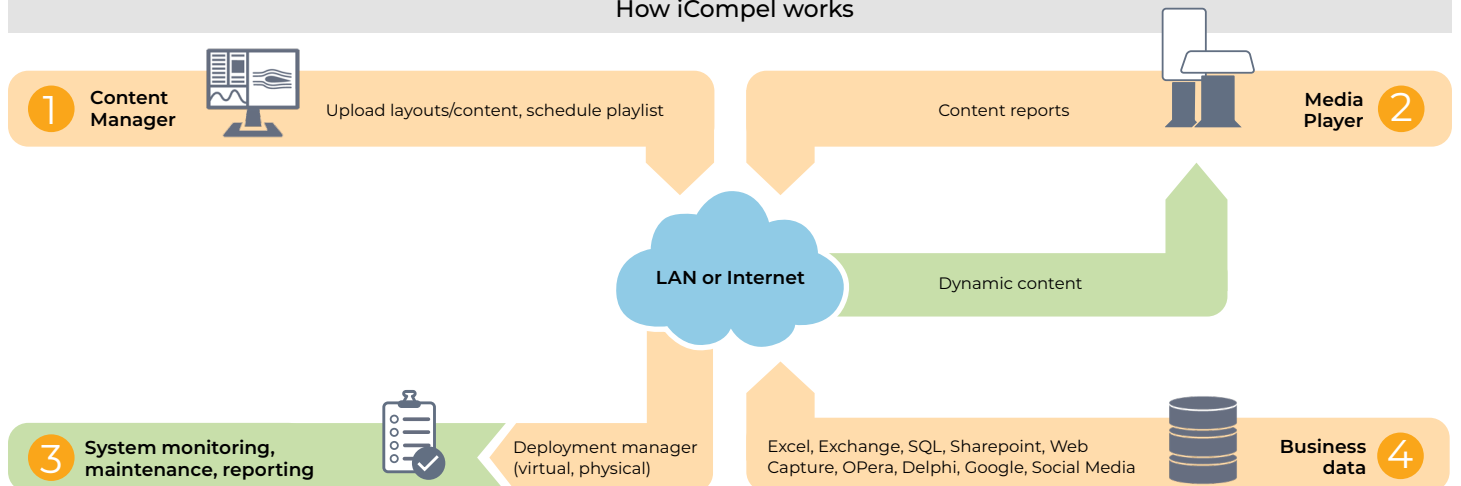 How iCompel works
1
Content
Manager
Upload layouts/content, schedule playlist
Content reports
Media
Player
2
LAN or Internet
Dynamic content
3
System monitoring,
maintenance, reporting
Deployment manager
(virtual, physical)
Excel, Exchange, SQL, Sharepoint, Web
Capture, OPera, Delphi, Google, Social Media
Business
data
4